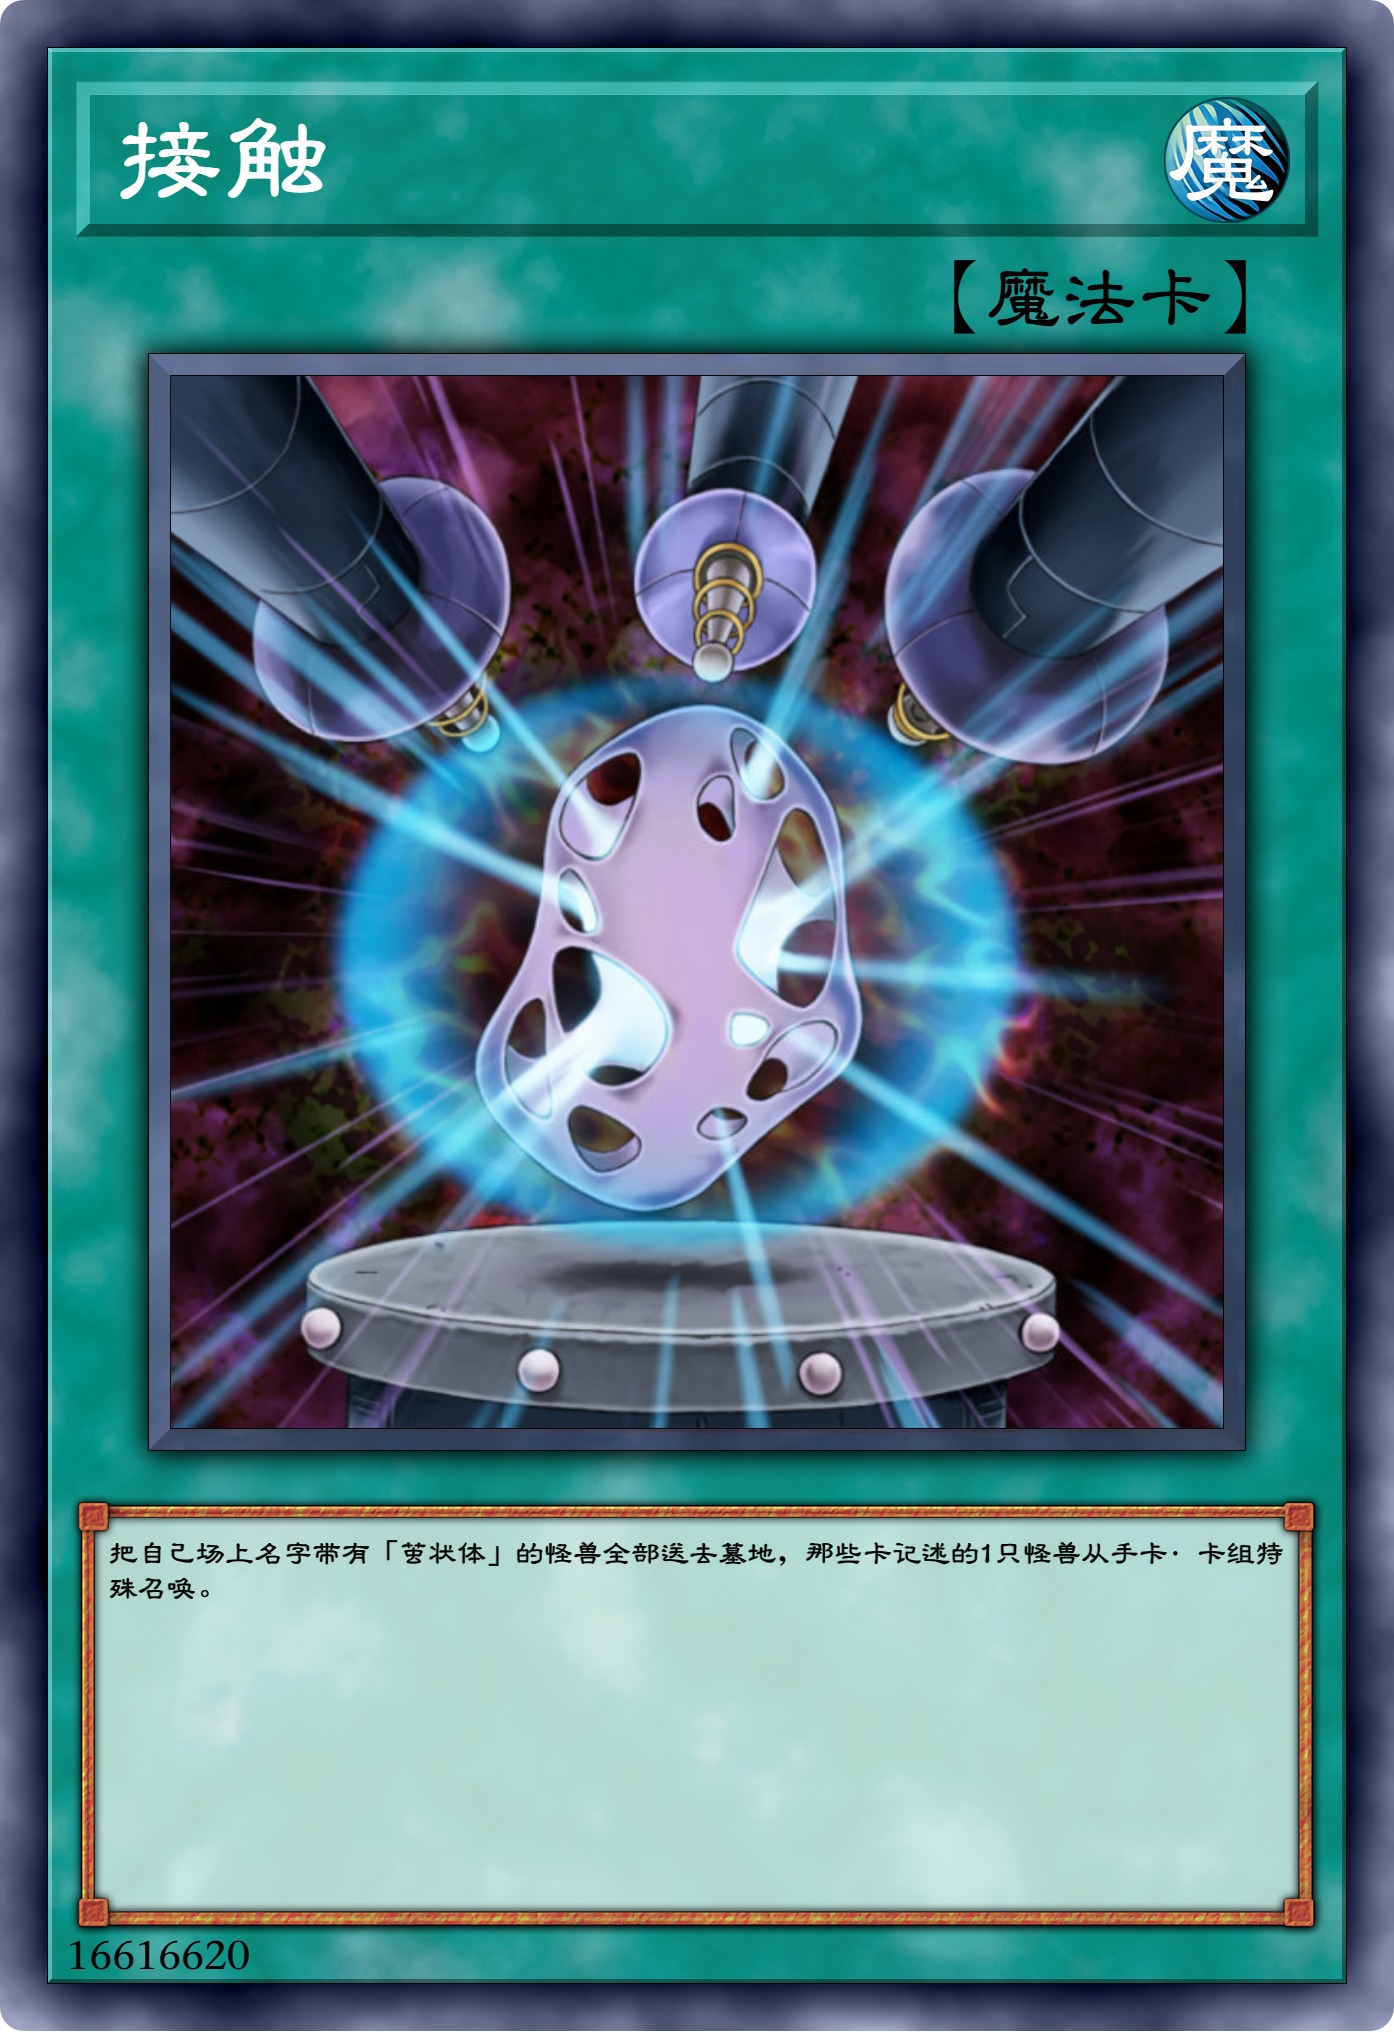 接触
魔
【魔法卡】
把自己场上名字带有「茧状体」的怪兽全部送去墓地，那些卡记述的1只怪兽从手卡·卡组特
殊召唤。
16616620